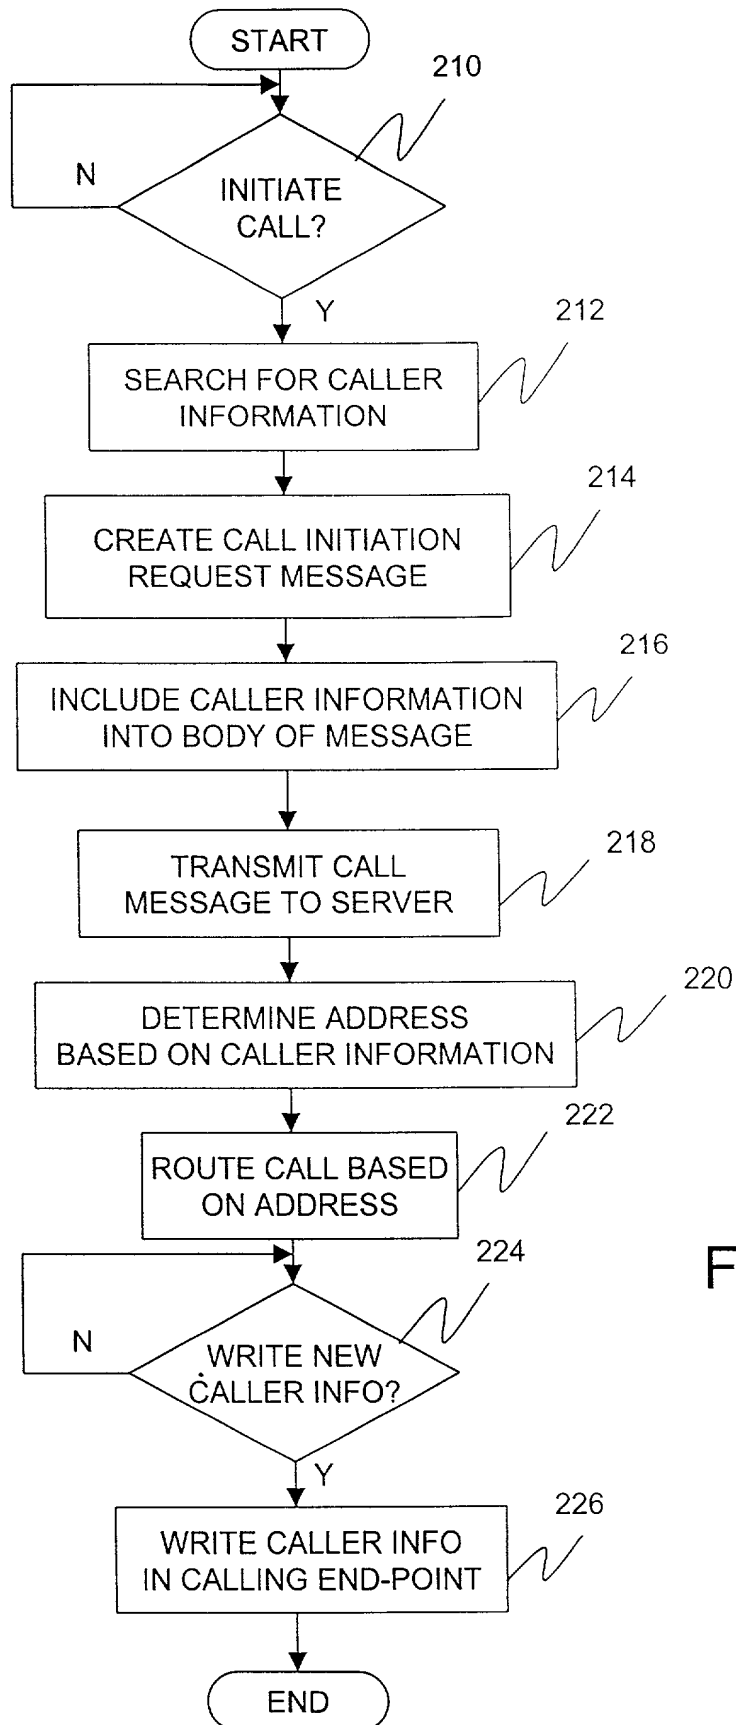 START
210
N
INITIATE
CALL?
Y
212
SEARCH FOR CALLER
INFORMATION
214
CREATE CALL INITIATION
REQUEST MESSAGE
216
INCLUDE CALLER INFORMATION
INTO BODY OF MESSAGE
218
TRANSMIT CALL
MESSAGE TO SERVER
220
DETERMINE ADDRESS
BASED ON CALLER INFORMATION
222
ROUTE CALL BASED
ON ADDRESS
224
F
N
WRITE NEW
CALLER INFO?
Y
226
WRITE CALLER INFO
IN CALLING END-POINT
END